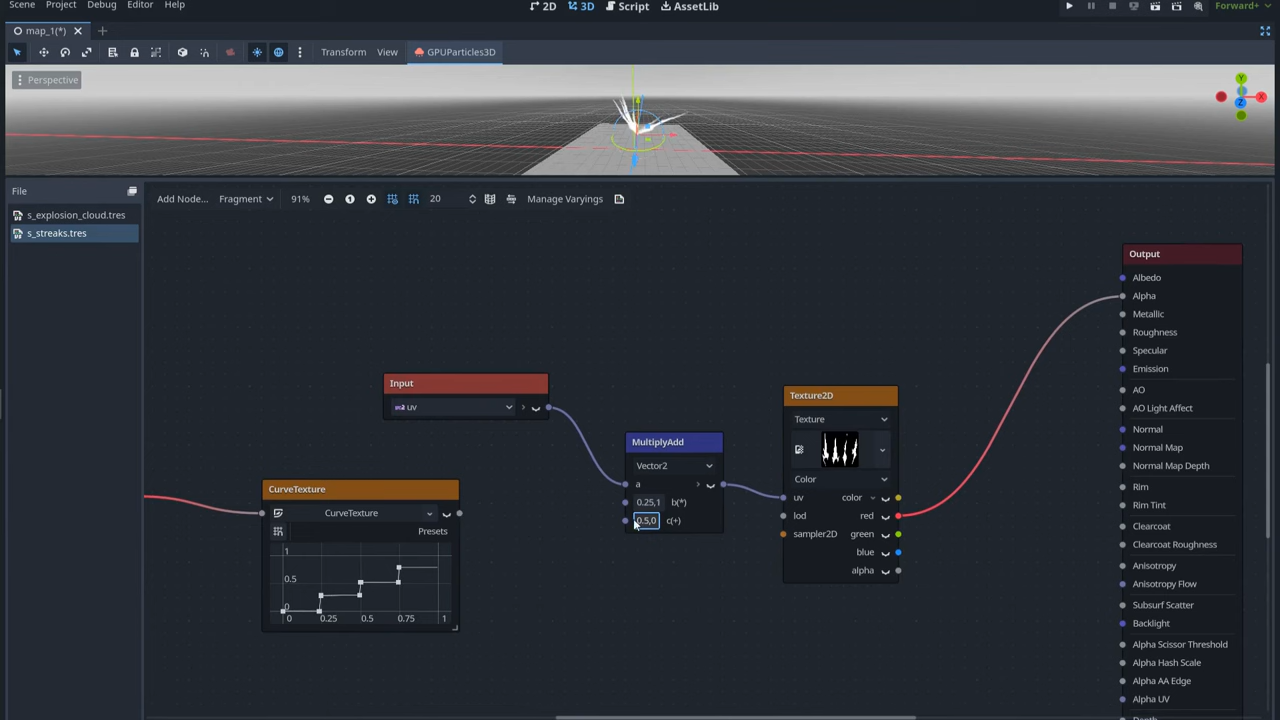 Scene Project Debug Editor Help
2D 3D Script AssetLib
Forward+
map_1(*)
Transform View GPUParticles3D
Perspective
Y
X
Z
File
s_explosion_cloud.tres
s_streaks.tres
Add Node... Fragment 91% 20 Manage Varyings
Input
uv
CurveTexture
CurveTexture
Presets
1
0.5
0
0 0.25 0.5 0.75 1
MultiplyAdd
Vector2
a
0.25,1 b(*)
0.5,0 c(+)
Texture2D
Texture
Color
uv color
lod red
sampler2D green
blue
alpha
Output
Albedo
Alpha
Metallic
Roughness
Specular
Emission
AO
AO Light Affect
Normal
Normal Map
Normal Map Depth
Rim
Rim Tint
Clearcoat
Clearcoat Roughness
Anisotropy
Anisotropy Flow
Subsurf Scatter
Backlight
Alpha Scissor Threshold
Alpha Hash Scale
Alpha AA Edge
Alpha UV
Depth